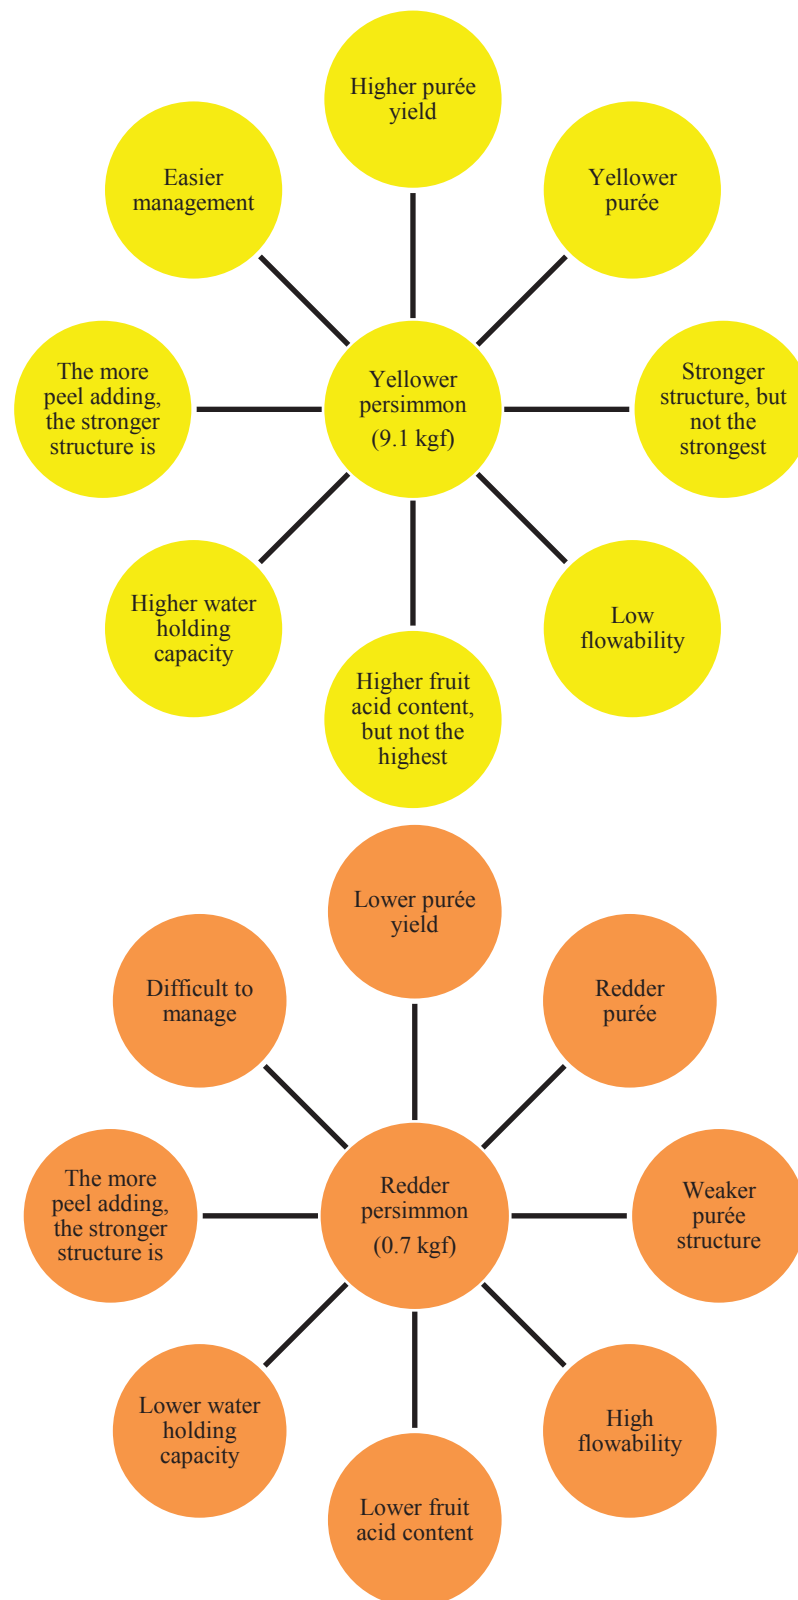 Higher purée
yield
Easier
management
Yellower
purée
The more
peel adding,
the stronger
structure is
Yellower
persimmon
(9.1 kgf)
Stronger
structure, but
not the
strongest
Higher water
holding
capacity
Low
flowability
Higher fruit
acid content,
but not the
highest
Lower purée
yield
Difficult to
manage
Redder
purée
The more
peel adding,
the stronger
structure is
Redder
persimmon
(0.7 kgf)
Weaker
purée
structure
Lower water
holding
capacity
High
flowability
Lower fruit
acid content